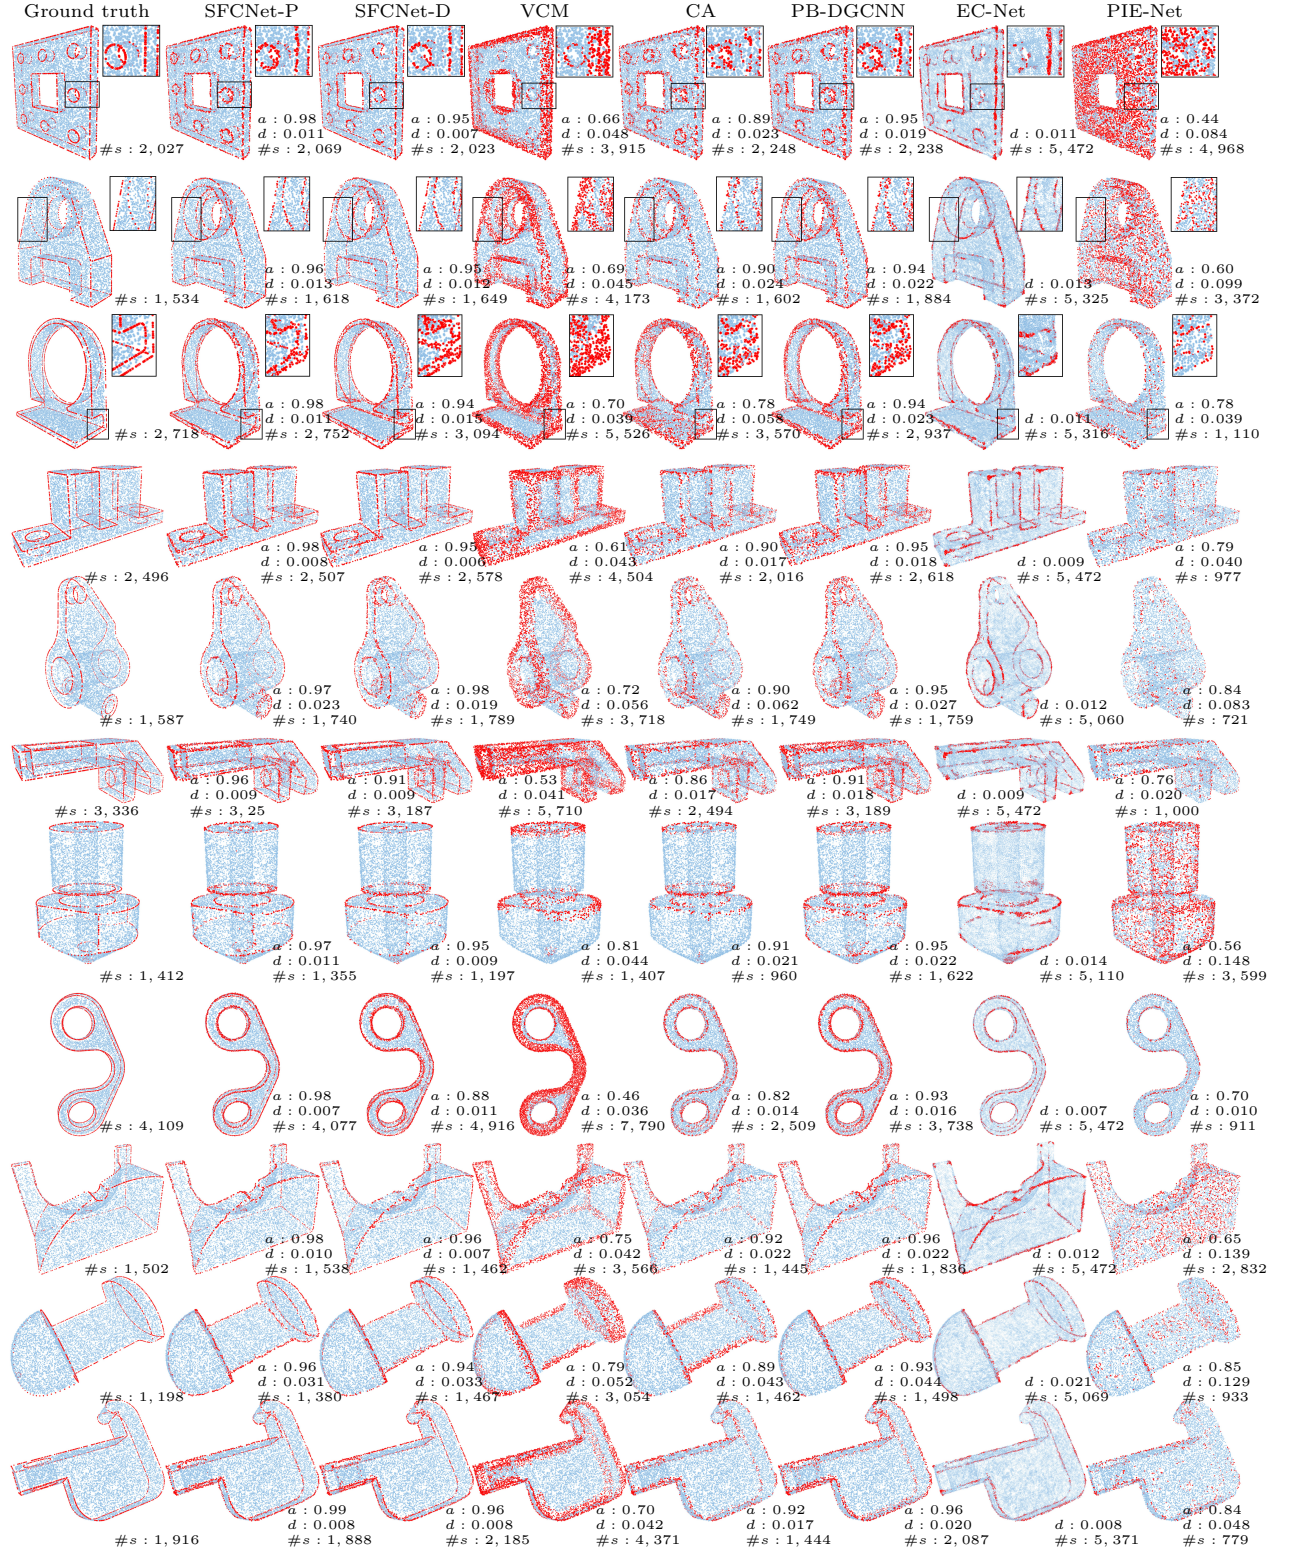 Ground truth SFCNet-P SFCNet-D VCM CA PB-DGCNN EC-Net PIE-Net
a : 0.98 a : 0.95 a : 0.66 a : 0.89 a : 0.95 a : 0.44
d : 0.011 d : 0.007 d : 0.048 d : 0.023 d : 0.019 d : 0.011 d : 0.084
#s : 2, 027 #s : 2, 069 #s : 2, 023 #s : 3, 915 #s : 2, 248 #s : 2, 238 #s : 5, 472 #s : 4, 968
a : 0.96 a : 0.95 a : 0.69 a : 0.90 a : 0.94 a : 0.60
d : 0.013 d : 0.012 d : 0.045 d : 0.024 d : 0.022 d : 0.013 d : 0.099
#s : 1, 534 #s : 1, 618 #s : 1, 649 #s : 4, 173 #s : 1, 602 #s : 1, 884 #s : 5, 325 #s : 3, 372
a : 0.98 a : 0.94 a : 0.70 a : 0.78 a : 0.94 a : 0.78
d : 0.011 d : 0.015 d : 0.039 d : 0.058 d : 0.023 d : 0.011 d : 0.039
#s : 2, 718 #s : 2, 752 #s : 3, 094 #s : 5, 526 #s : 3, 570 #s : 2, 937 #s : 5, 316 #s : 1, 110
a : 0.98 a : 0.95 a : 0.61 a : 0.90 a : 0.95 a : 0.79
d : 0.008 d : 0.006 d : 0.043 d : 0.017 d : 0.018 d : 0.009 d : 0.040
#s : 2, 496 #s : 2, 507 #s : 2, 578 #s : 4, 504 #s : 2, 016 #s : 2, 618 #s : 5, 472 #s : 977
a : 0.97 a : 0.98 a : 0.72 a : 0.90 a : 0.95 a : 0.84
d : 0.023 d : 0.019 d : 0.056 d : 0.062 d : 0.027 d : 0.012 d : 0.083
#s : 1, 587 #s : 1, 740 #s : 1, 789 #s : 3, 718 #s : 1, 749 #s : 1, 759 #s : 5, 060 #s : 721
a : 0.96 a : 0.91 a : 0.53 a : 0.86 a : 0.91 a : 0.76
d : 0.009 d : 0.009 d : 0.041 d : 0.017 d : 0.018 d : 0.009 d : 0.020
#s : 3, 336 #s : 3, 25 #s : 3, 187 #s : 5, 710 #s : 2, 494 #s : 3, 189 #s : 5, 472 #s : 1, 000
a : 0.97 a : 0.95 a : 0.81 a : 0.91 a : 0.95 a : 0.56
d : 0.011 d : 0.009 d : 0.044 d : 0.021 d : 0.022 d : 0.014 d : 0.148
#s : 1, 412 #s : 1, 355 #s : 1, 197 #s : 1, 407 #s : 960 #s : 1, 622 #s : 5, 110 #s : 3, 599
a : 0.98 a : 0.88 a : 0.46 a : 0.82 a : 0.93 a : 0.70
d : 0.007 d : 0.011 d : 0.036 d : 0.014 d : 0.016 d : 0.007 d : 0.010
#s : 4, 109 #s : 4, 077 #s : 4, 916 #s : 7, 790 #s : 2, 509 #s : 3, 738 #s : 5, 472 #s : 911
a : 0.98 a : 0.96 a : 0.75 a : 0.92 a : 0.96 a : 0.65
d : 0.010 d : 0.007 d : 0.042 d : 0.022 d : 0.022 d : 0.012 d : 0.139
#s : 1, 502 #s : 1, 538 #s : 1, 462 #s : 3, 566 #s : 1, 445 #s : 1, 836 #s : 5, 472 #s : 2, 832
a : 0.96 a : 0.94 a : 0.79 a : 0.89 a : 0.93 a : 0.85
d : 0.031 d : 0.033 d : 0.052 d : 0.043 d : 0.044 d : 0.021 d : 0.129
#s : 1, 198 #s : 1, 380 #s : 1, 467 #s : 3, 054 #s : 1, 462 #s : 1, 498 #s : 5, 069 #s : 933
a : 0.99 a : 0.96 a : 0.70 a : 0.92 a : 0.96 a : 0.84
d : 0.008 d : 0.008 d : 0.042 d : 0.017 d : 0.020 d : 0.008 d : 0.048
#s : 1, 916 #s : 1, 888 #s : 2, 185 #s : 4, 371 #s : 1, 444 #s : 2, 087 #s : 5, 371 #s : 779